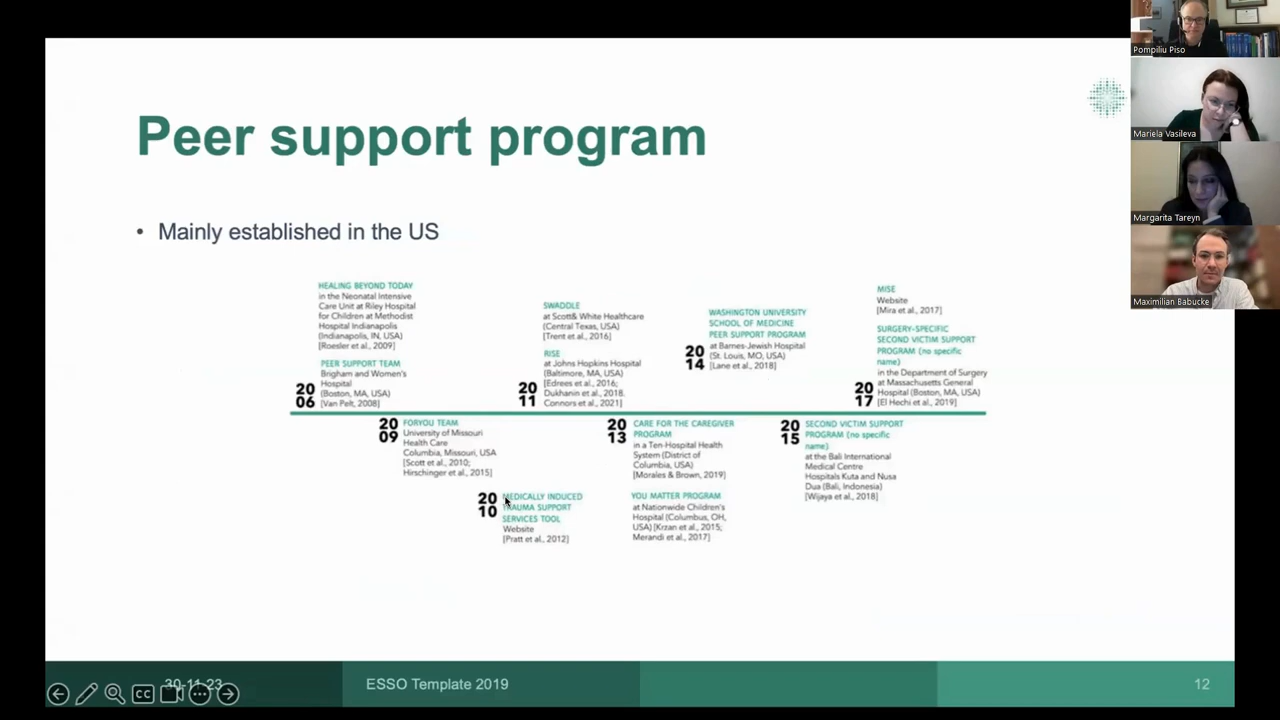 Peer support program
• Mainly established in the US
HEALING BEYOND TODAY
in the Neonatal Intensive
Care Unit at Riley Hospital
for Children at Methodist
Hospital Indianapolis
(Indianapolis, IN, USA)
[Roesler et al., 2009]
PEER SUPPORT TEAM
Brigham and Women's
Hospital
(Boston, MA, USA)
[Van Pelt, 2008]
20
06
20
09
FORYOU TEAM
University of Missouri
Health Care
Columbia, Missouri, USA
[Scott et al., 2010;
Hirschinger et al., 2015]
20
10
MEDICALLY INDUCED
TRAUMA SUPPORT
SERVICES TOOL
Website
[Pratt et al., 2012]
SWADDLE
at Scott& White Healthcare
(Central Texas, USA)
[Trent et al., 2016]
RISE
at Johns Hopkins Hospital
(Baltimore, MA, USA)
[Edrees et al., 2016;
Dukhanin et al., 2018.
Connors et al., 2021]
20
11
20
13
CARE FOR THE CAREGIVER
PROGRAM
in a Ten-Hospital Health
System (District of
Columbia, USA)
[Morales & Brown, 2019]
YOU MATTER PROGRAM
at Nationwide Children's
Hospital (Columbus, OH,
USA) [Krzan et al., 2015;
Merandi et al., 2017]
WASHINGTON UNIVERSITY
SCHOOL OF MEDICINE
PEER SUPPORT PROGRAM
at Barnes-Jewish Hospital
(St. Louis, MO, USA)
[Lane et al., 2018]
20
14
20
15
SECOND VICTIM SUPPORT
PROGRAM (no specific
name)
at the Bali International
Medical Centre
Hospitals Kuta and Nusa
Dua (Bali, Indonesia)
[Wijaya et al., 2018]
MISE
Website
[Mira et al., 2017]
SURGERY-SPECIFIC
SECOND VICTIM SUPPORT
PROGRAM (no specific
name)
in the Department of Surgery
at Massachusetts General
Hospital (Boston, MA, USA)
[El Hechi et al., 2019]
20
17
30-11-23
ESSO Template 2019
12
CC
Pompiliu Piso
Mariela Vasileva
Margarita Tareyn
Maximilian Babucke